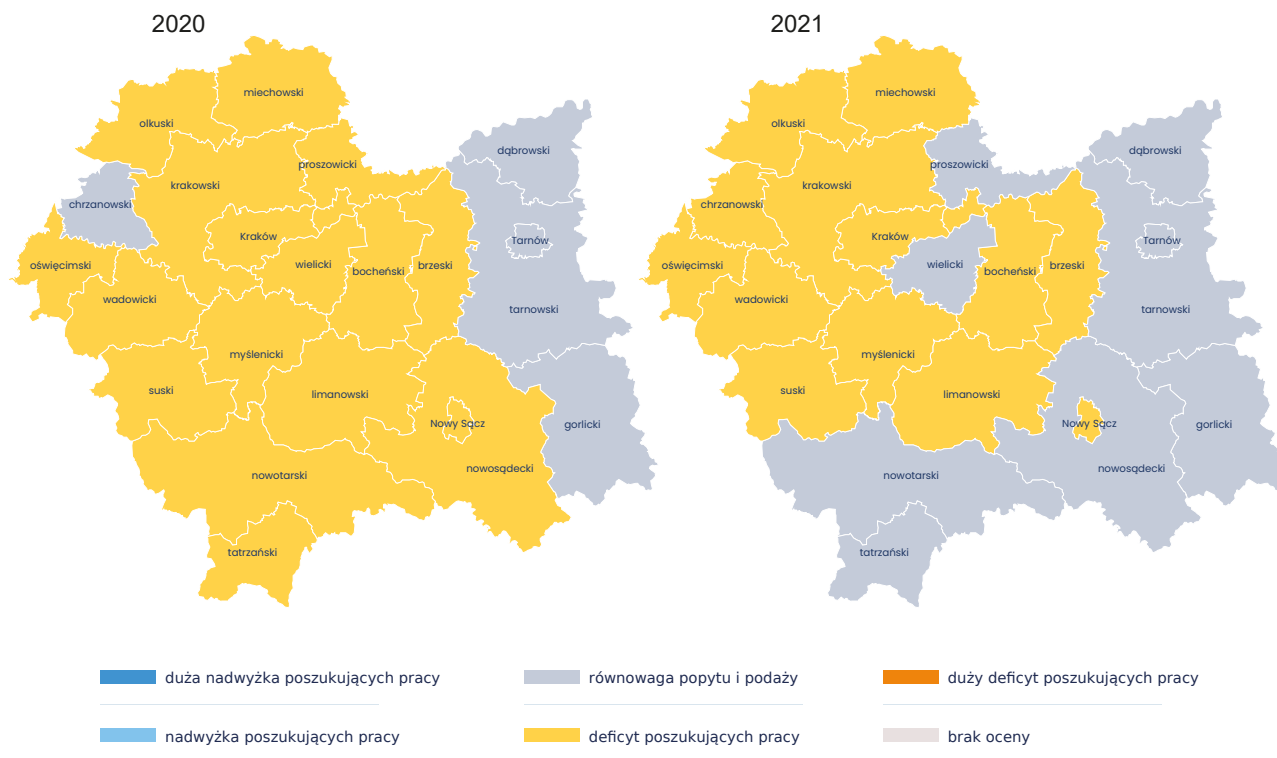 2020
2021
miechowski
olkuski
proszowicki
dąbrowski
krakowski
chrzanowski
Kraków
Tarnów
oświęcimski
wielicki
bocheński
brzeski
wadowicki
tarnowski
myślenicki
suski
limanowski
Nowy Sącz
gorlicki
nowosądecki
nowotarski
tatrzański
miechowski
olkuski
proszowicki
dąbrowski
krakowski
chrzanowski
Kraków
Tarnów
oświęcimski
wielicki
bocheński
brzeski
wadowicki
tarnowski
myślenicki
suski
limanowski
Nowy Sącz
gorlicki
nowosądecki
nowotarski
tatrzański
duża nadwyżka poszukujących pracy
równowaga popytu i podaży
duży deficyt poszukujących pracy
nadwyżka poszukujących pracy
deficyt poszukujących pracy
brak oceny